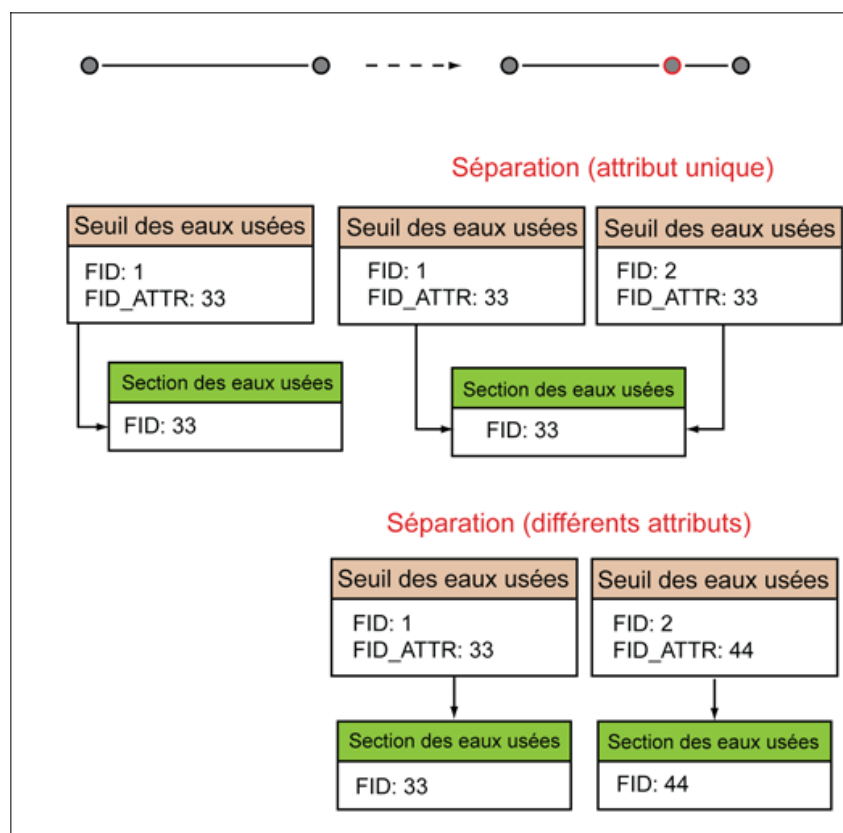 Séparation (attribut unique)
Seuil des eaux usées
FID: 1
FID_ATTR: 33
Section des eaux usées
FID: 33
Seuil des eaux usées
FID: 1
FID_ATTR: 33
Seuil des eaux usées
FID: 2
FID_ATTR: 33
Section des eaux usées
FID: 33
Séparation (différents attributs)
Seuil des eaux usées
FID: 1
FID_ATTR: 33
Section des eaux usées
FID: 33
Seuil des eaux usées
FID: 2
FID_ATTR: 44
Section des eaux usées
FID: 44